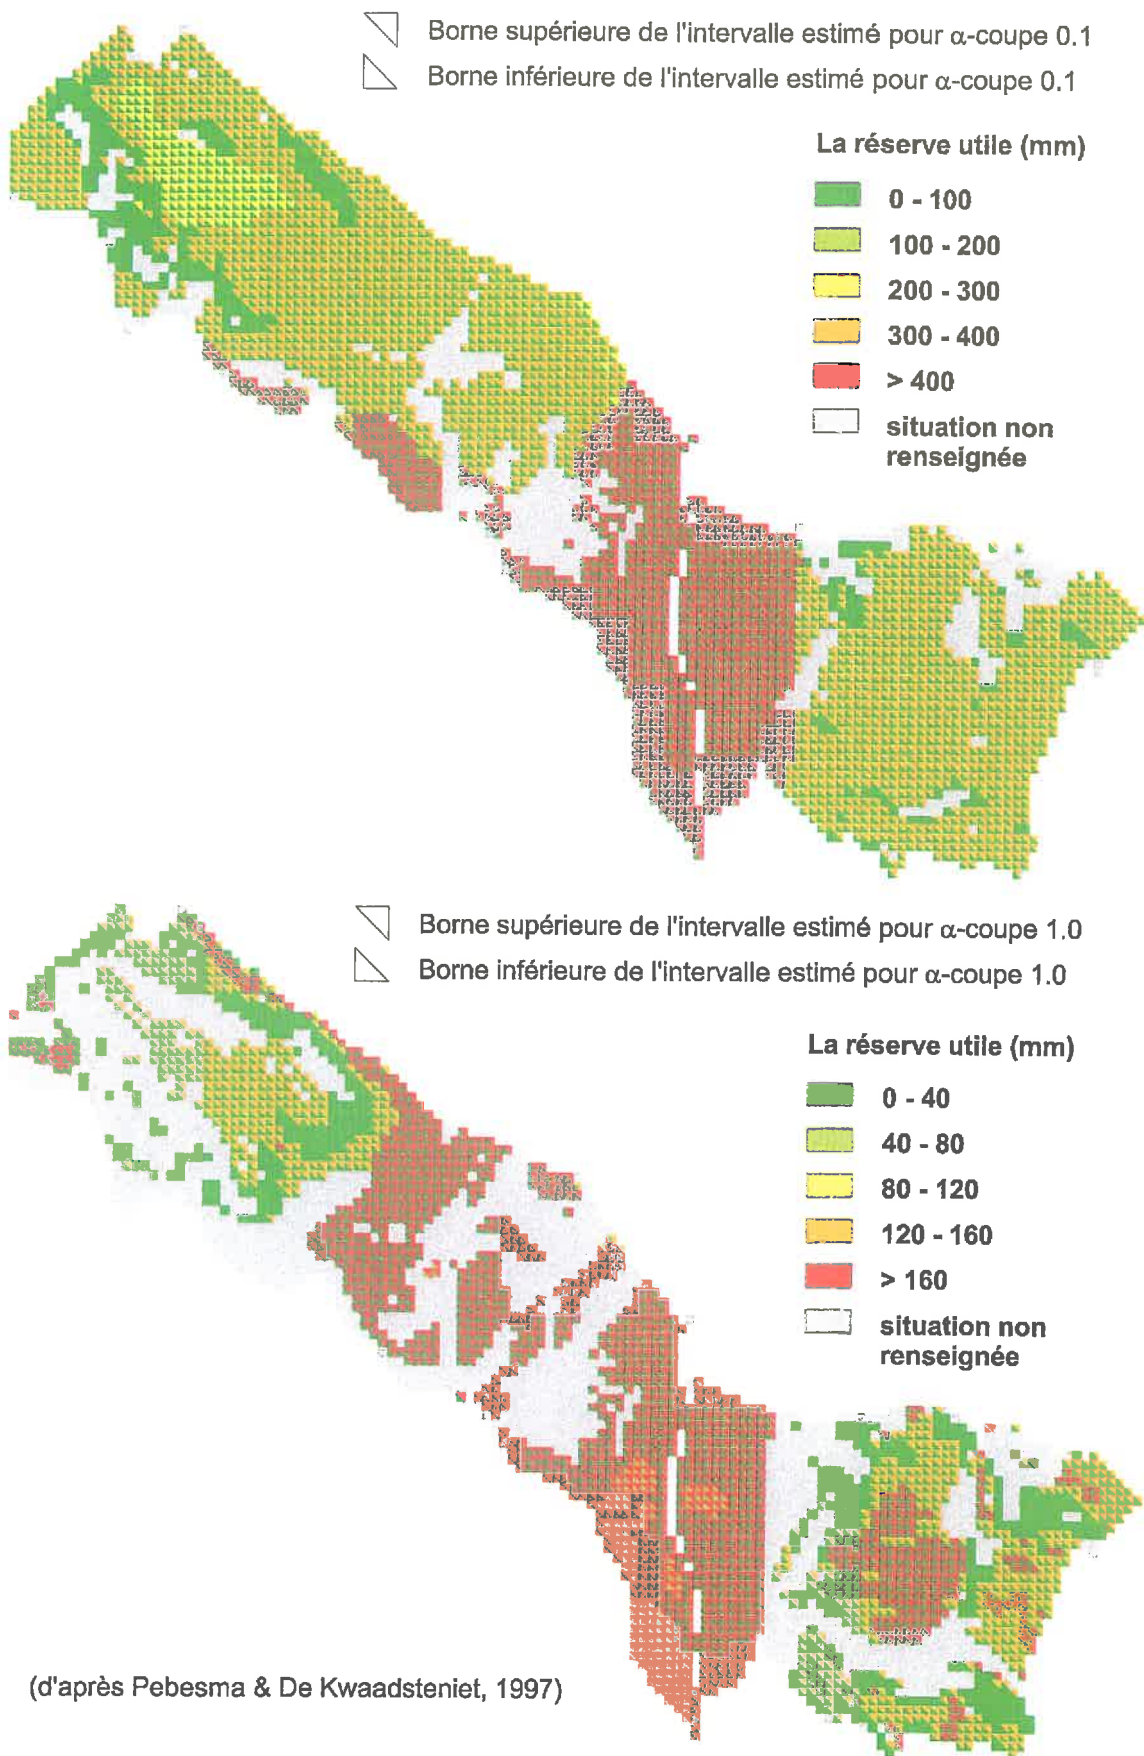 Borne supérieure de l'intervalle estimé pour α-coupe 0.1
Borne inférieure de l'intervalle estimé pour α-coupe 0.1
La réserve utile (mm)
0 - 100
100 - 200
200 - 300
300 - 400
> 400
situation non
renseignée
Borne supérieure de l'intervalle estimé pour α-coupe 1.0
Borne inférieure de l'intervalle estimé pour α-coupe 1.0
La réserve utile (mm)
0 - 40
40 - 80
80 - 120
120 - 160
> 160
situation non
renseignée
(d'après Pebesma & De Kwaadsteniet, 1997)